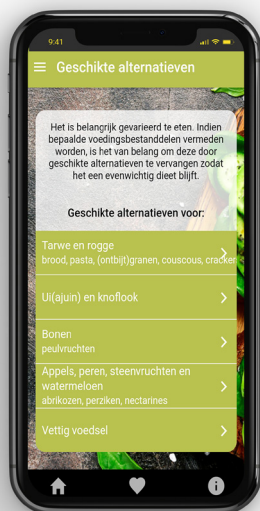 9:41
Geschikte alternatieven
Het is belangrijk gevarieerd te eten. Indien
bepaalde voedingsbestanddelen vermeden
worden, is het van belang om deze door
geschikte alternatieven te vervangen zodat
het een evenwichtig dieet blijft.
Geschikte alternatieven voor:
Tarwe en rogge
brood, pasta, (ontbijt)granen, couscous, cracker
Ui(ajuin) en knoflook
Bonen
peulvruchten
Appels, peren, steenvruchten en
watermeloen
abrikozen, perziken, nectarines
Vettig voedsel